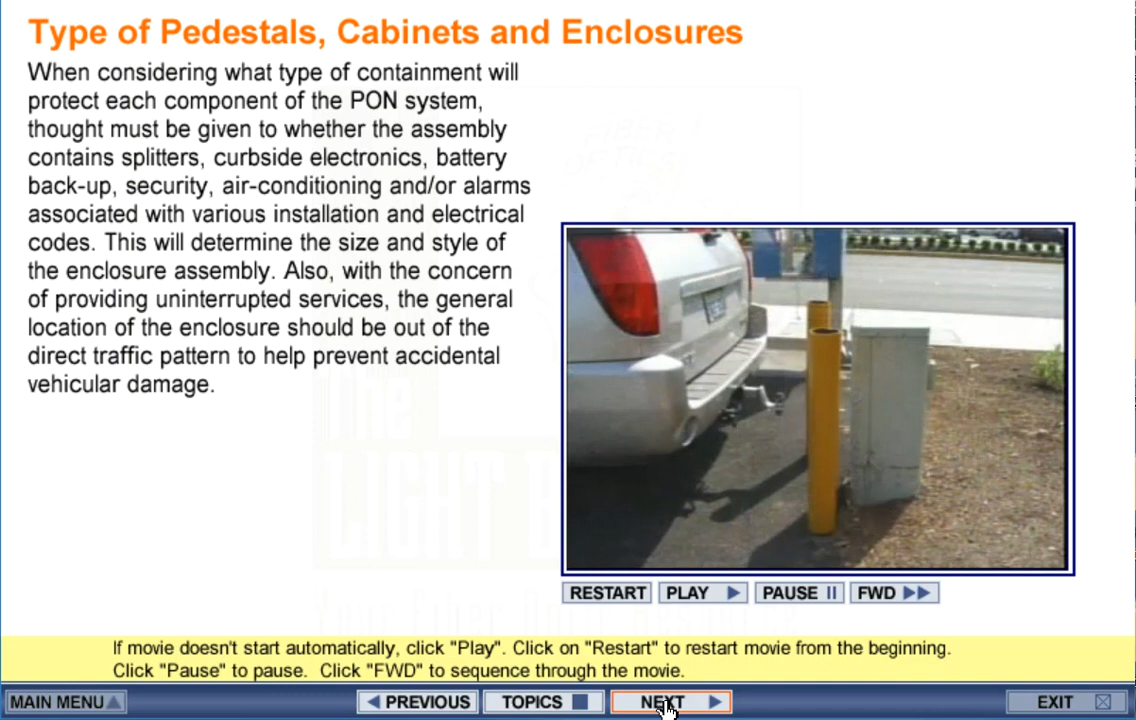 Type of Pedestals, Cabinets and Enclosures
When considering what type of containment will
protect each component of the PON system,
thought must be given to whether the assembly
contains splitters, curbside electronics, battery
back-up, security, air-conditioning and/or alarms
associated with various installation and electrical
codes. This will determine the size and style of
the enclosure assembly. Also, with the concern
of providing uninterrupted services, the general
location of the enclosure should be out of the
direct traffic pattern to help prevent accidental
vehicular damage.
The
LIGHT
RESTART PLAY PAUSE FWD
If movie doesn't start automatically, click "Play". Click on "Restart" to restart movie from the beginning.
Click "Pause" to pause. Click "FWD" to sequence through the movie.
MAIN MENU PREVIOUS TOPICS NEXT EXIT